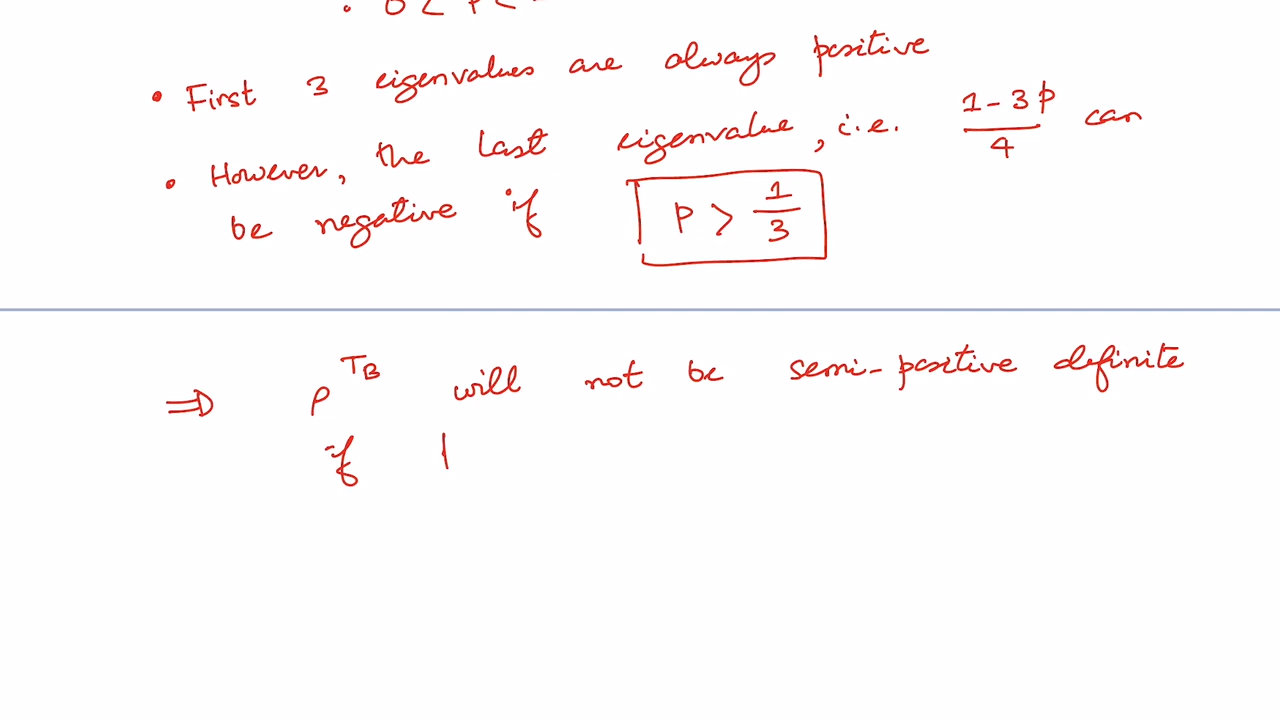 • 0 < p <
• First 3 eigenvalues are always positive
• However, the last eigenvalue, i.e. (1-3p)/4 can
be negative if p > 1/3
⇒ ρ^{T_B} will not be semi-positive definite
if